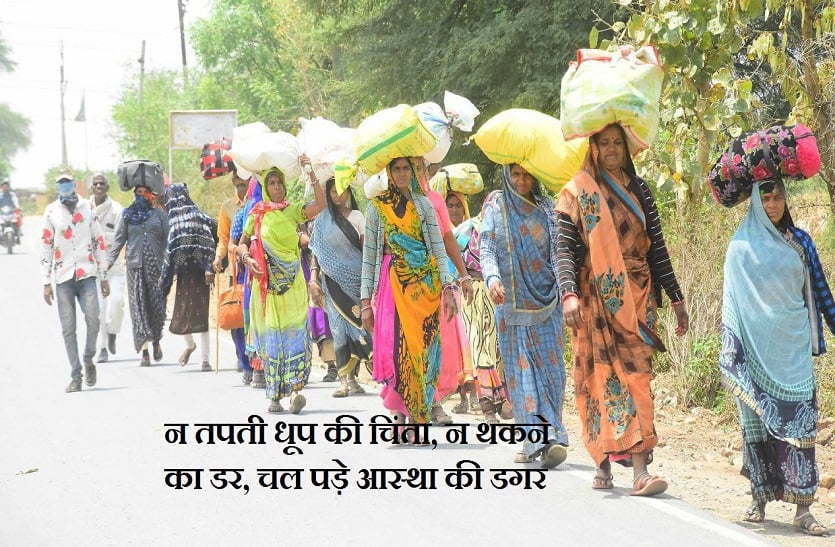 न तपती धूप की चिंता, न थकने
का डर, चल पड़े आस्था की डगर